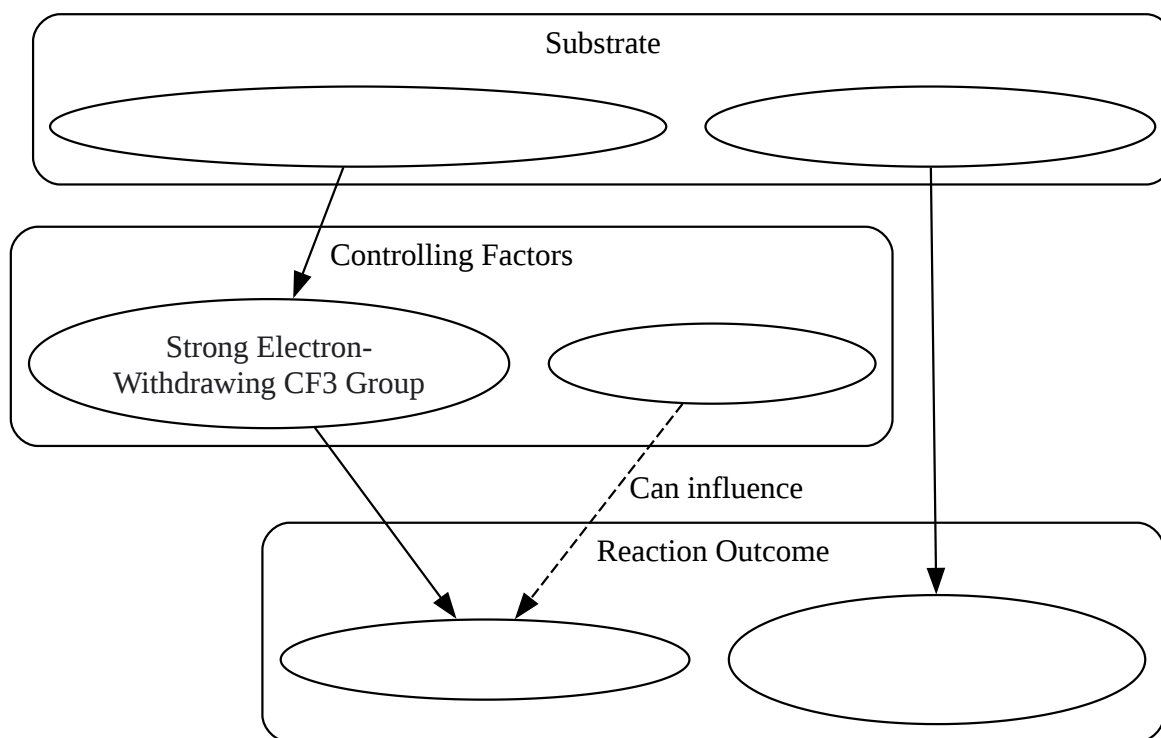 Substrate
Controlling Factors
Strong Electron-
Withdrawing CF3 Group
Can influence
Reaction Outcome